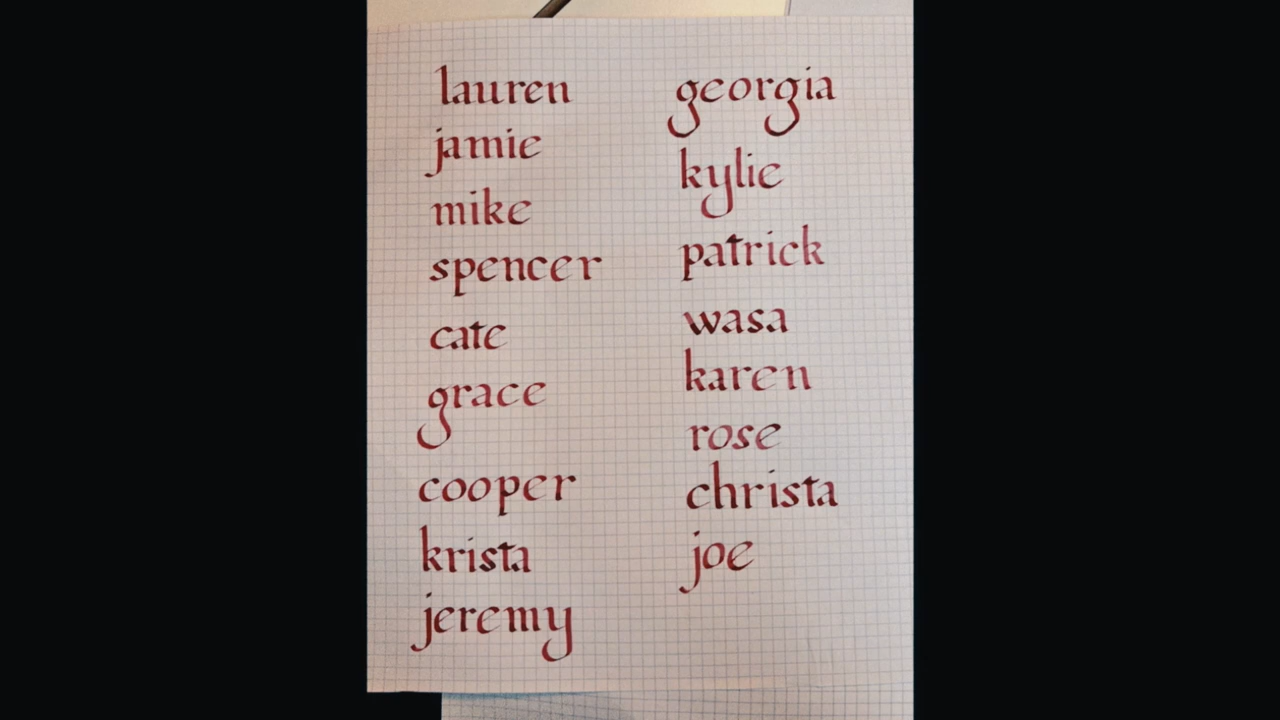 lauren
jamie
mike
spencer
cate
grace
cooper
krista
jeremy
georgia
kylie
patrick
wasa
karen
rose
christa
joe